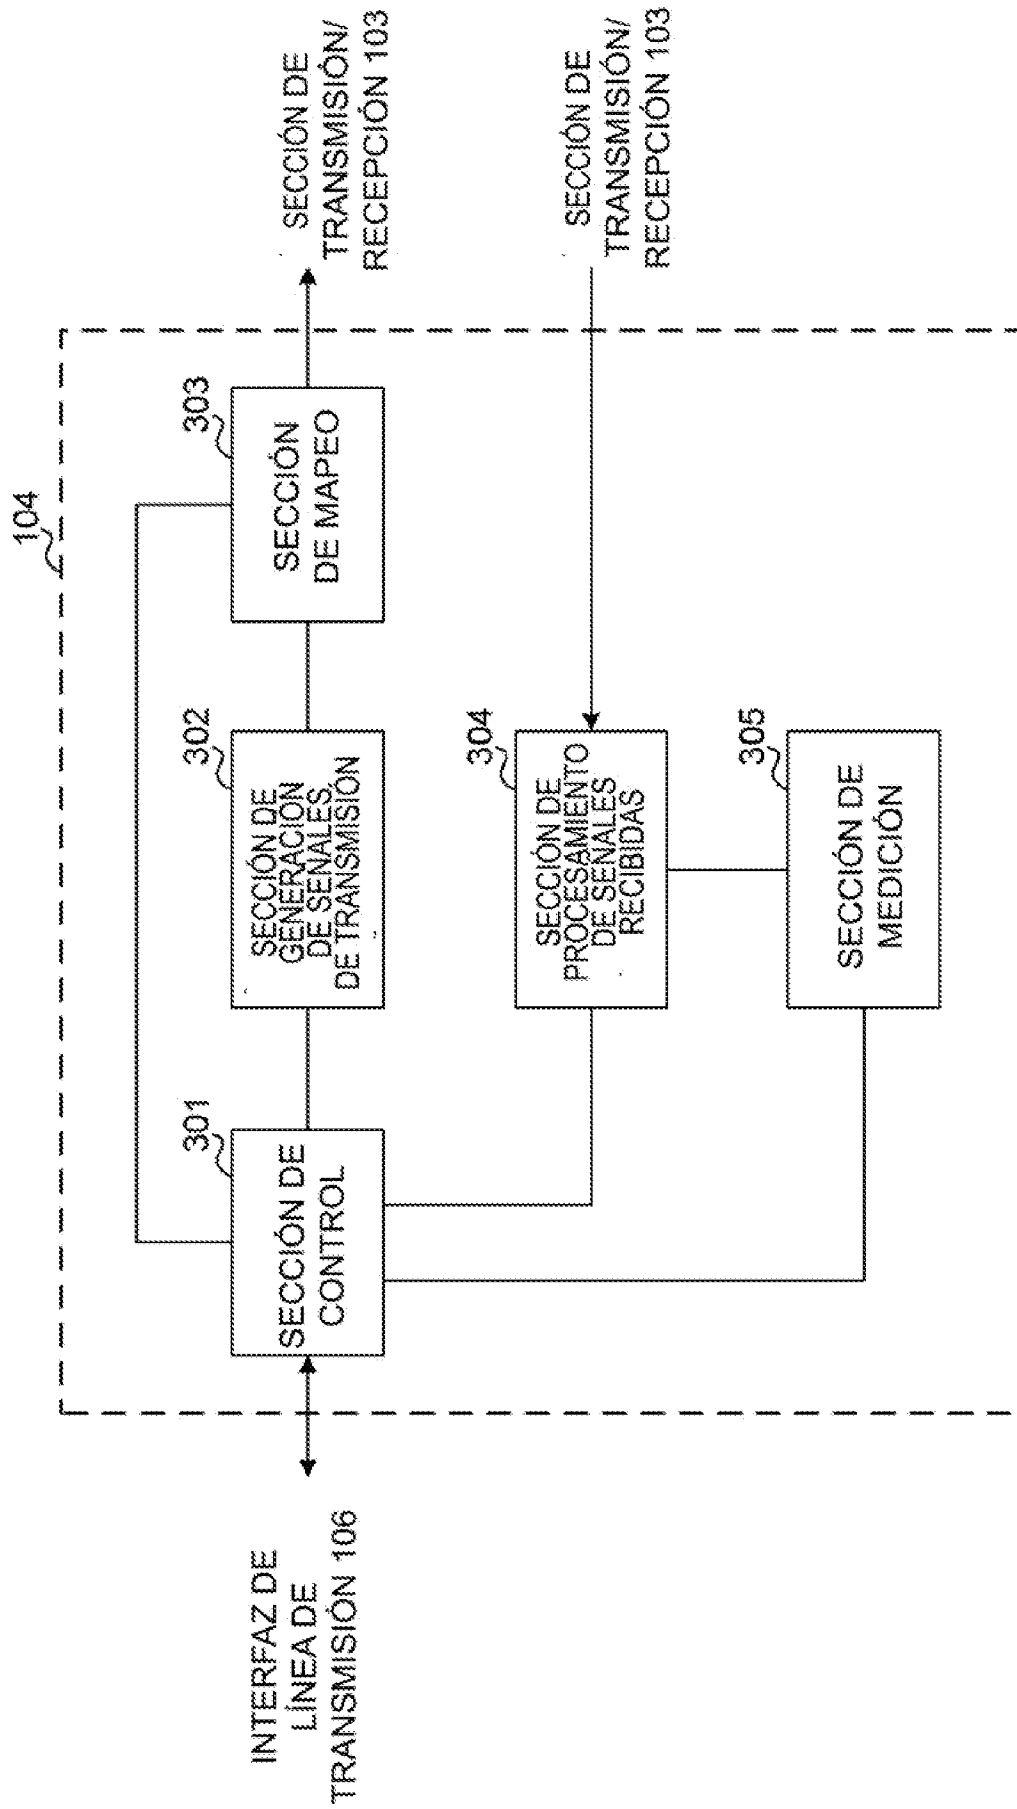 104
INTERFAZ DE
LÍNEA DE
TRANSMISIÓN 106
301
SECCIÓN DE
CONTROL
302
SECCIÓN DE
GENERACIÓN
DE SEÑALES
DE TRANSMISIÓN
303
SECCIÓN
DE MAPEO
SECCIÓN DE
TRANSMISIÓN/
RECEPCIÓN 103
304
SECCIÓN DE
PROCESAMIENTO
DE SEÑALES
RECIBIDAS
SECCIÓN DE
TRANSMISIÓN/
RECEPCIÓN 103
305
SECCIÓN DE
MEDICIÓN